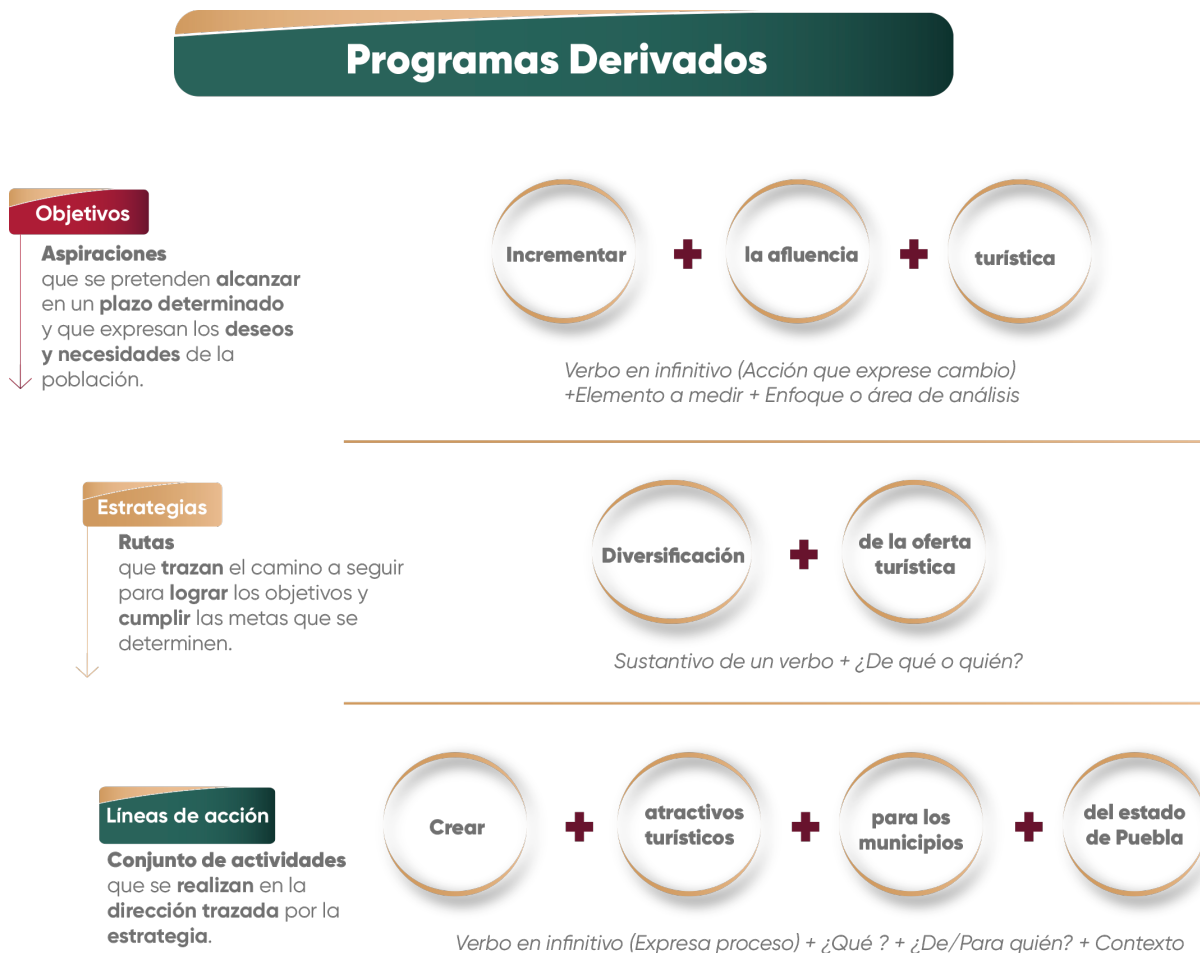 Programas Derivados
Objetivos
Aspiraciones
que se pretenden alcanzar
en un plazo determinado
y que expresan los deseos
y necesidades de la
población.
Incrementar + la afluencia + turística
Verbo en infinitivo (Acción que exprese cambio)
+Elemento a medir + Enfoque o área de análisis
Estrategias
Rutas
que trazan el camino a seguir
para lograr los objetivos y
cumplir las metas que se
determinen.
Diversificación + de la oferta
turística
Sustantivo de un verbo + ¿De qué o quién?
Líneas de acción
Conjunto de actividades
que se realizan en la
dirección trazada por la
estrategia.
Crear + atractivos
turísticos
+ para los
municipios
+ del estado
de Puebla
Verbo en infinitivo (Expresa proceso) + ¿Qué ? + ¿De/Para quién? + Contexto